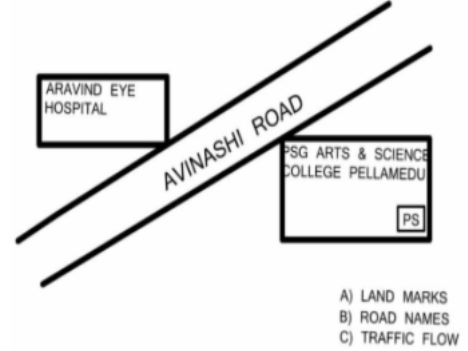 ARAVIND EYE
HOSPITAL
AVINASHI ROAD
PSG ARTS & SCIENCE
COLLEGE PELLAMEDU
PS
A) LAND MARKS
B) ROAD NAMES
C) TRAFFIC FLOW